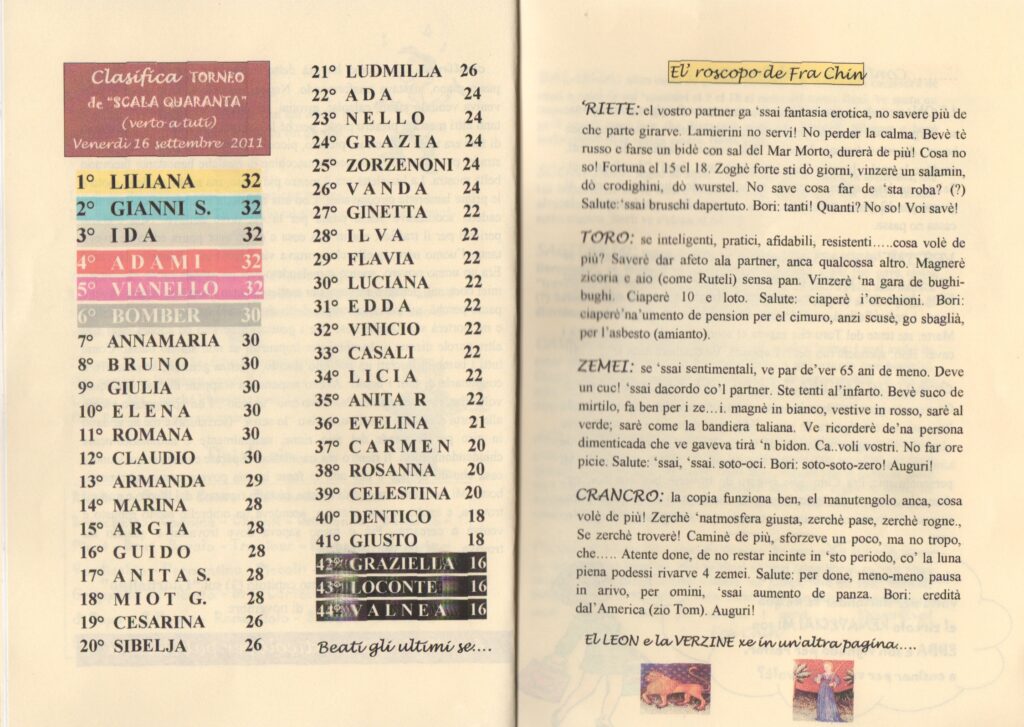 Clasifica TORNEO
de "SCALA QUARANTA"
(verto a tuti)
Venerdì 16 settembre 2011
1° LILIANA 32
2° GIANNI S. 32
3° I D A 32
4° A D A M I 32
5° VIANELLO 32
6° BOMBER 30
7° ANNAMARIA 30
8° B R U N O 30
9° GIULIA 30
10° E L E N A 30
11° ROMANA 30
12° CLAUDIO 30
13° ARMANDA 29
14° MARINA 28
15° A R G I A 28
16° G U I D O 28
17° A N I T A S. 28
18° MIOT G. 28
19° CESARINA 26
20° SIBELJA 26
21° LUDMILLA 26
22° A D A 24
23° N E L L O 24
24° G R A Z I A 24
25° ZORZENONI 24
26° V A N D A 24
27° GINETTA 22
28° I L V A 22
29° FLAVIA 22
30° LUCIANA 22
31° E D D A 22
32° VINICIO 22
33° CASALI 22
34° L I C I A 22
35° ANITA R 22
36° EVELINA 21
37° C A R M E N 20
38° ROSANNA 20
39° CELESTINA 20
40° DENTICO 18
41° GIUSTO 18
42° GRAZIELLA 16
43° LOCONTE 16
44° VALNEA 16
Beati gli ultimi se....
El' roscopo de Fra Chin
'RIETE: el vostro partner ga 'ssai fantasia erotica, no savere più de
che parte girarve. Lamierini no servi! No perder la calma. Bevè tè
russo e farse un bidè con sal del Mar Morto, durerà de più! Cosa no
so! Fortuna el 15 el 18. Zoghè forte sti dò giorni, vinzerè un salamin,
dò crodighini, dò wurstel. No save cosa far de 'sta roba? (?)
Salute:'ssai bruschi dapertuto. Bori: tanti! Quanti? No so! Voi savè!
TORO: se inteligenti, pratici, afidabili, resistenti.....cosa volè de
più? Saverè dar afeto ala partner, anca qualcossa altro. Magnerè
zicoria e aio (come Ruteli) sensa pan. Vinzerè 'na gara de bughi-
bughi. Ciaperè 10 e loto. Salute: ciaperè i'orechioni. Bori:
ciaperè'na'umento de pension per el cimuro, anzi scusè, go sbaglià,
per l'asbesto (amianto).
ZEMEI: se 'ssai sentimentali, ve par de'ver 65 ani de meno. Deve
un cuc! 'ssai dacordo co'l partner. Ste tenti al'infarto. Bevè suco de
mirtilo, fa ben per i ze...i. magnè in bianco, vestive in rosso, sarè al
verde; sarè come la bandiera taliana. Ve ricorderè de'na persona
dimenticada che ve gaveva tirà 'n bidon. Ca..voli vostri. No far ore
picie. Salute: 'ssai, 'ssai. soto-oci. Bori: soto-soto-zero! Auguri!
CRANCRO: la copia funziona ben, el manutengolo anca, cosa
volè de più! Zerchè 'natmosfera giusta, zerchè pase, zerchè rogne.,
Se zerchè troverè! Caminè de più, sforzeve un poco, ma no tropo,
che..... Atente done, de no restar incinte in 'sto periodo, co' la luna
piena podessi rivarve 4 zemei. Salute: per done, meno-meno pausa
in arivo, per omini, 'ssai aumento de panza. Bori: eredità
dal'America (zio Tom). Auguri!
El LEON e la VERZINE xe in un'altra pagina.....